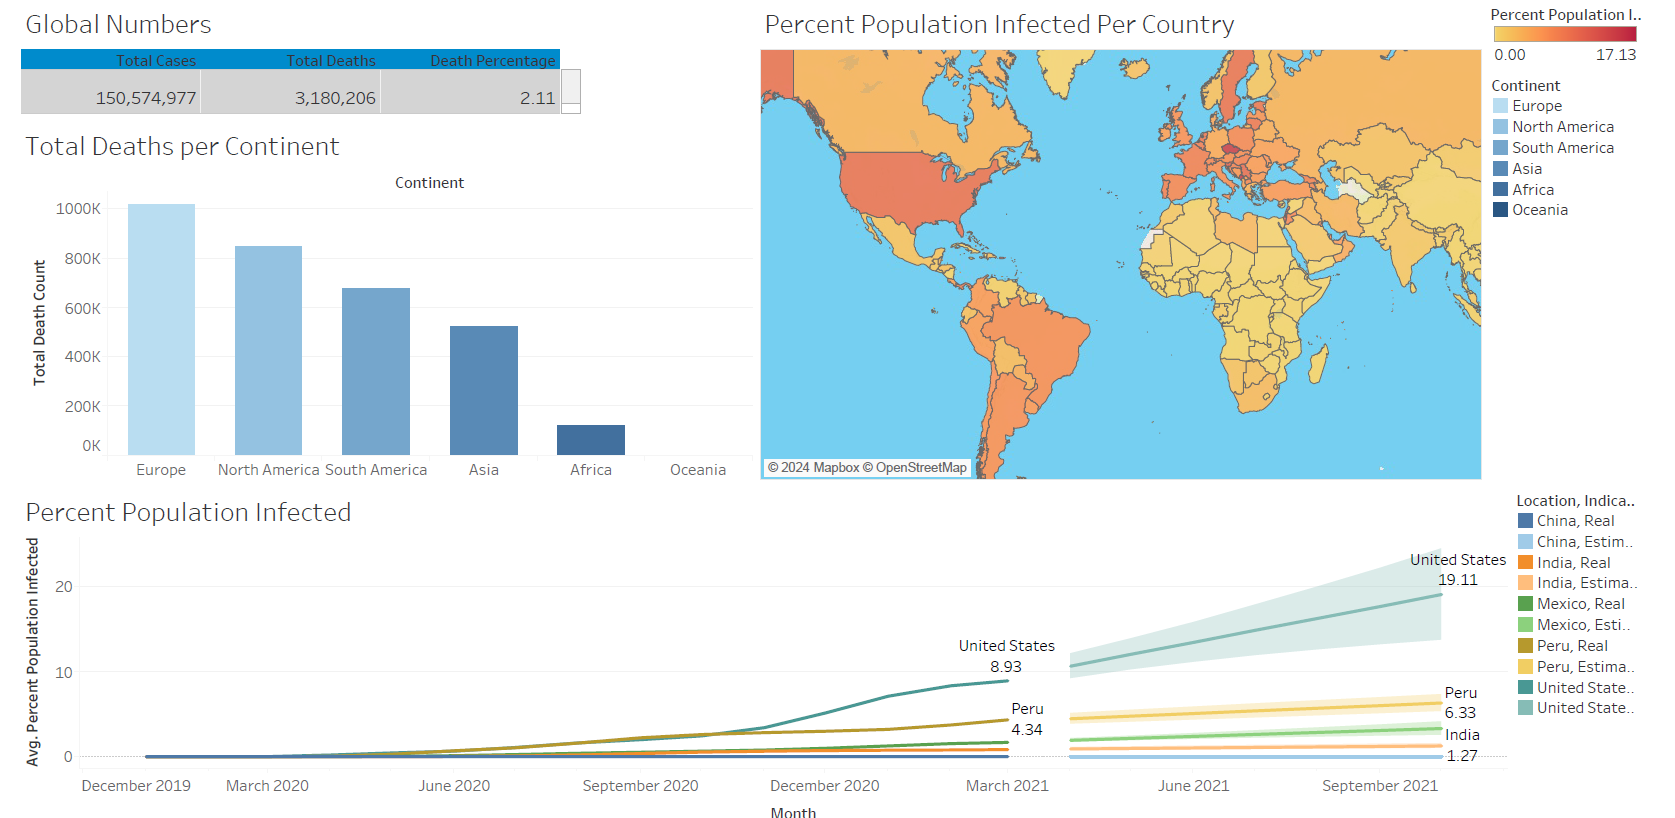 Global Numbers
Total Cases Total Deaths Death Percentage
150,574,977 3,180,206 2.11
Total Deaths per Continent
Continent
Total Death Count
1000K
800K
600K
400K
200K
0K
Europe North America South America Asia Africa Oceania
Percent Population Infected Per Country
© 2024 Mapbox © OpenStreetMap
Percent Population I..
0.00 17.13
Continent
Europe
North America
South America
Asia
Africa
Oceania
Percent Population Infected
Avg. Percent Population Infected
20
10
0
United States
8.93
Peru
4.34
United States
19.11
Peru
6.33
India
1.27
December 2019 March 2020 June 2020 September 2020 December 2020 March 2021 June 2021 September 2021
Month
Location, Indica..
China, Real
China, Estim..
India, Real
India, Estima..
Mexico, Real
Mexico, Esti..
Peru, Real
Peru, Estima..
United State..
United State..